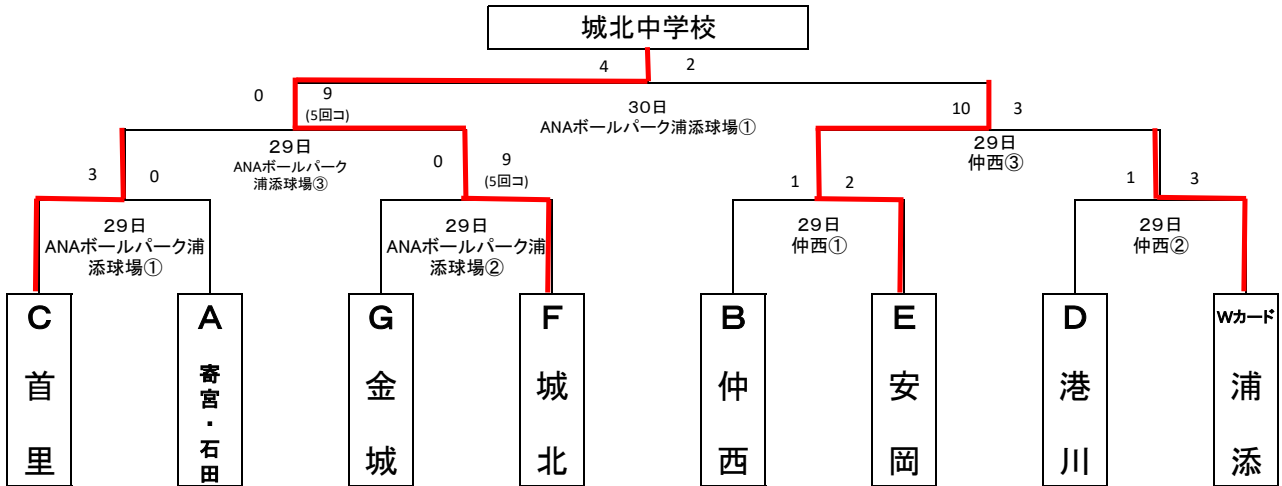 城北中学校
4 2
0 9
(5回コ)
30日
ANAボールパーク浦添球場①
10 3
29日
ANAボールパーク
浦添球場③
29日
仲西③
3 0
0 9
(5回コ)
1 2
1 3
29日
ANAボールパーク浦
添球場①
29日
ANAボールパーク浦
添球場②
29日
仲西①
29日
仲西②
C
首里
A
寄宮・石田
G
金城
F
城北
B
仲西
E
安岡
D
港川
Wカード
浦添